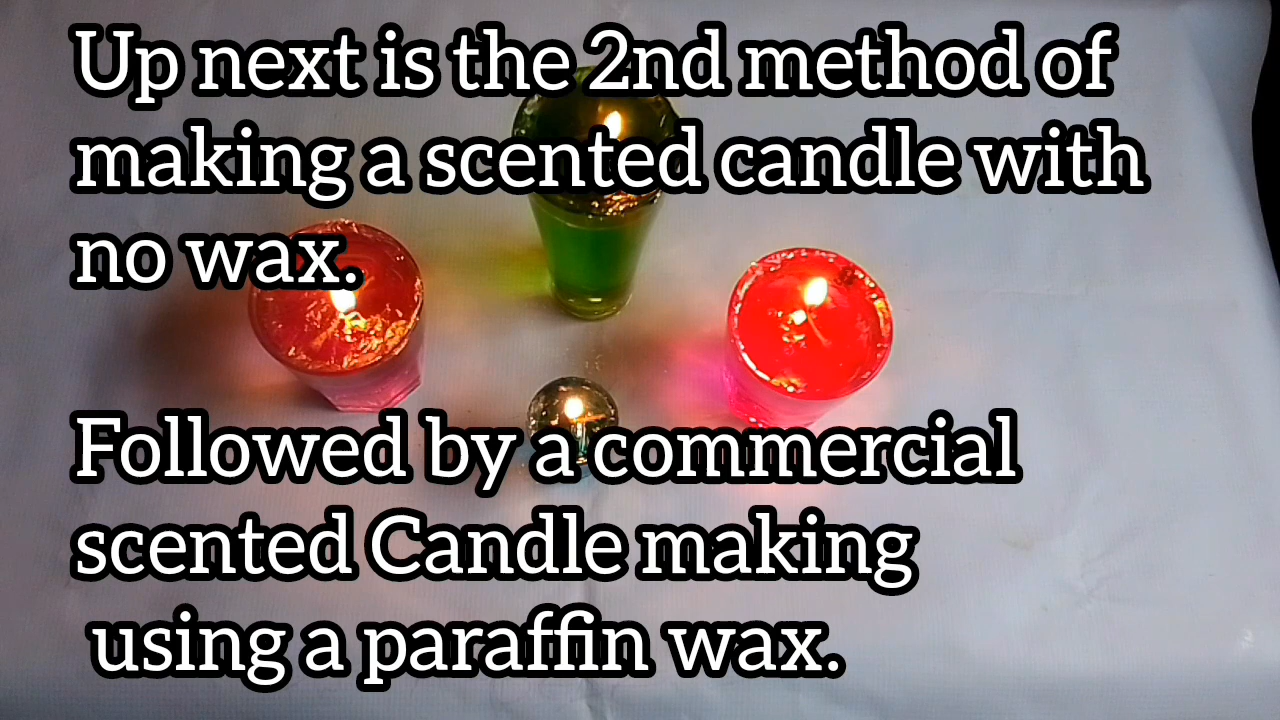 Up next is the 2nd method of
making a scented candle with
no wax.
Followed by a commercial
scented Candle making
using a paraffin wax.